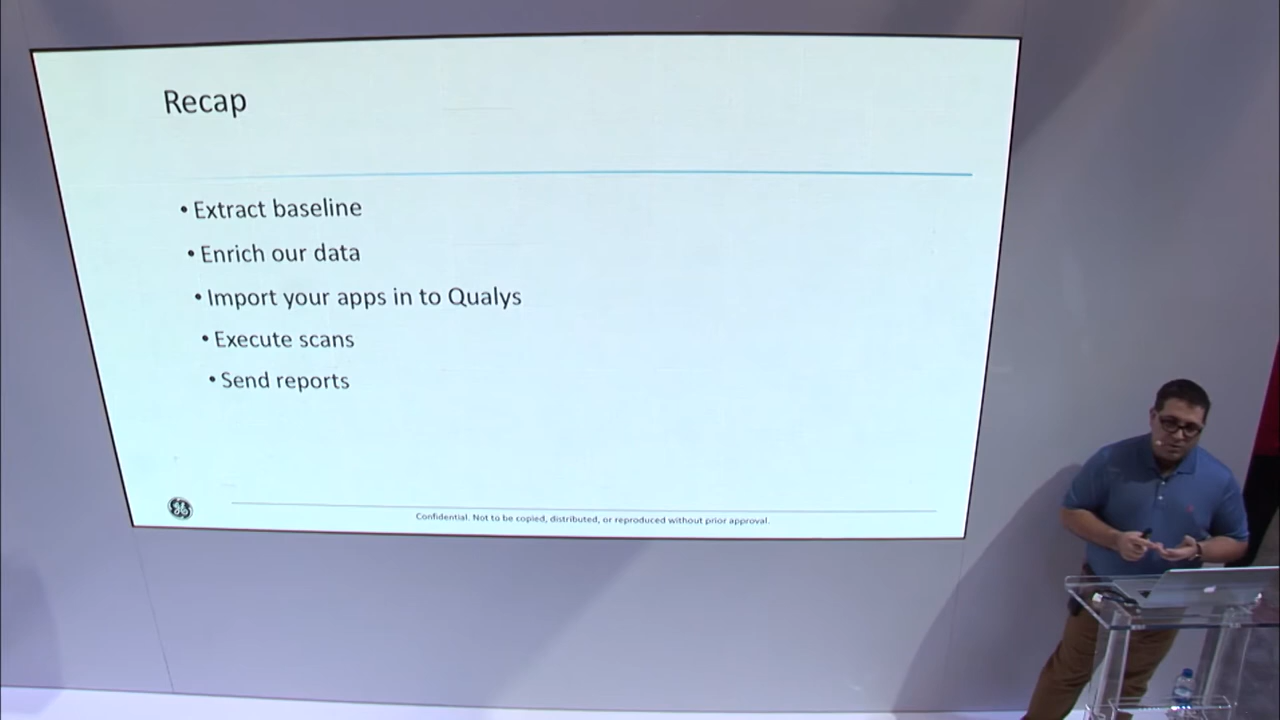 Recap
• Extract baseline
• Enrich our data
• Import your apps in to Qualys
• Execute scans
• Send reports
Confidential. Not to be copied, distributed, or reproduced without prior approval.